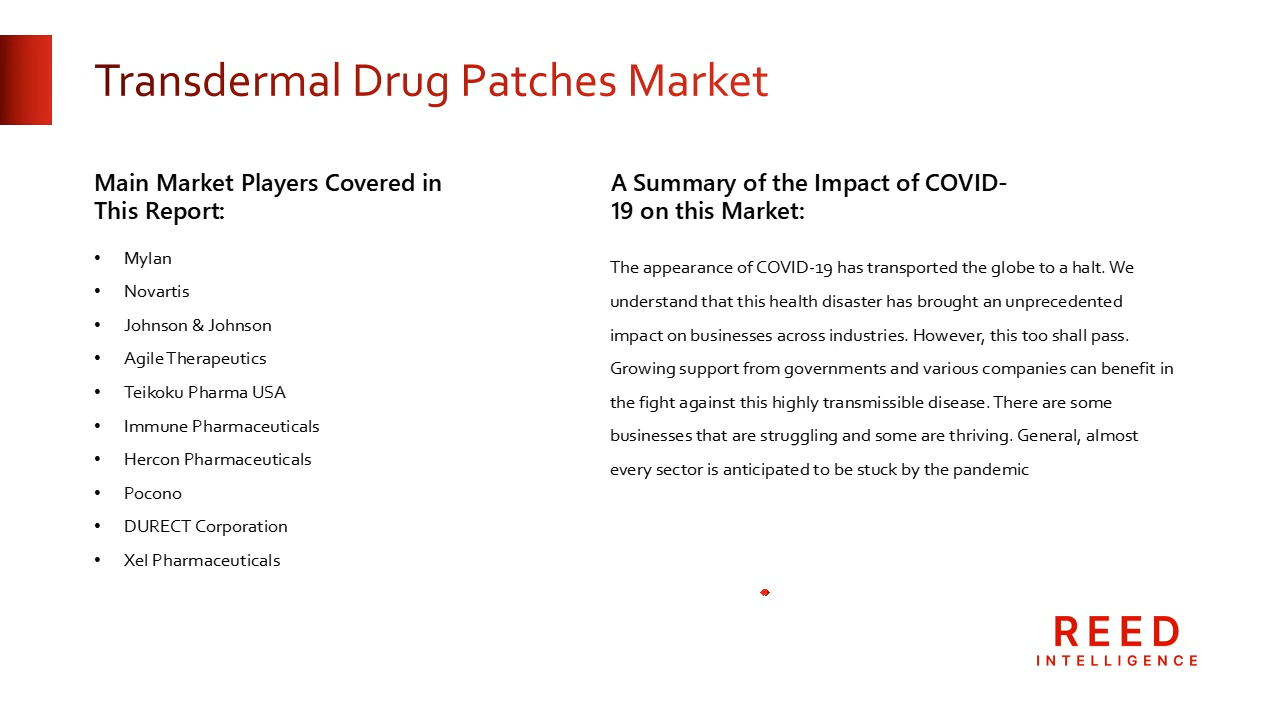 Transdermal Drug Patches Market
Main Market Players Covered in
This Report:
• Mylan
• Novartis
• Johnson & Johnson
• Agile Therapeutics
• Teikoku Pharma USA
• Immune Pharmaceuticals
• Hercon Pharmaceuticals
• Pocono
• DURECT Corporation
• Xel Pharmaceuticals
A Summary of the Impact of COVID-
19 on this Market:
The appearance of COVID-19 has transported the globe to a halt. We
understand that this health disaster has brought an unprecedented
impact on businesses across industries. However, this too shall pass.
Growing support from governments and various companies can benefit in
the fight against this highly transmissible disease. There are some
businesses that are struggling and some are thriving. General, almost
every sector is anticipated to be stuck by the pandemic
REED
INTELLIGENCE